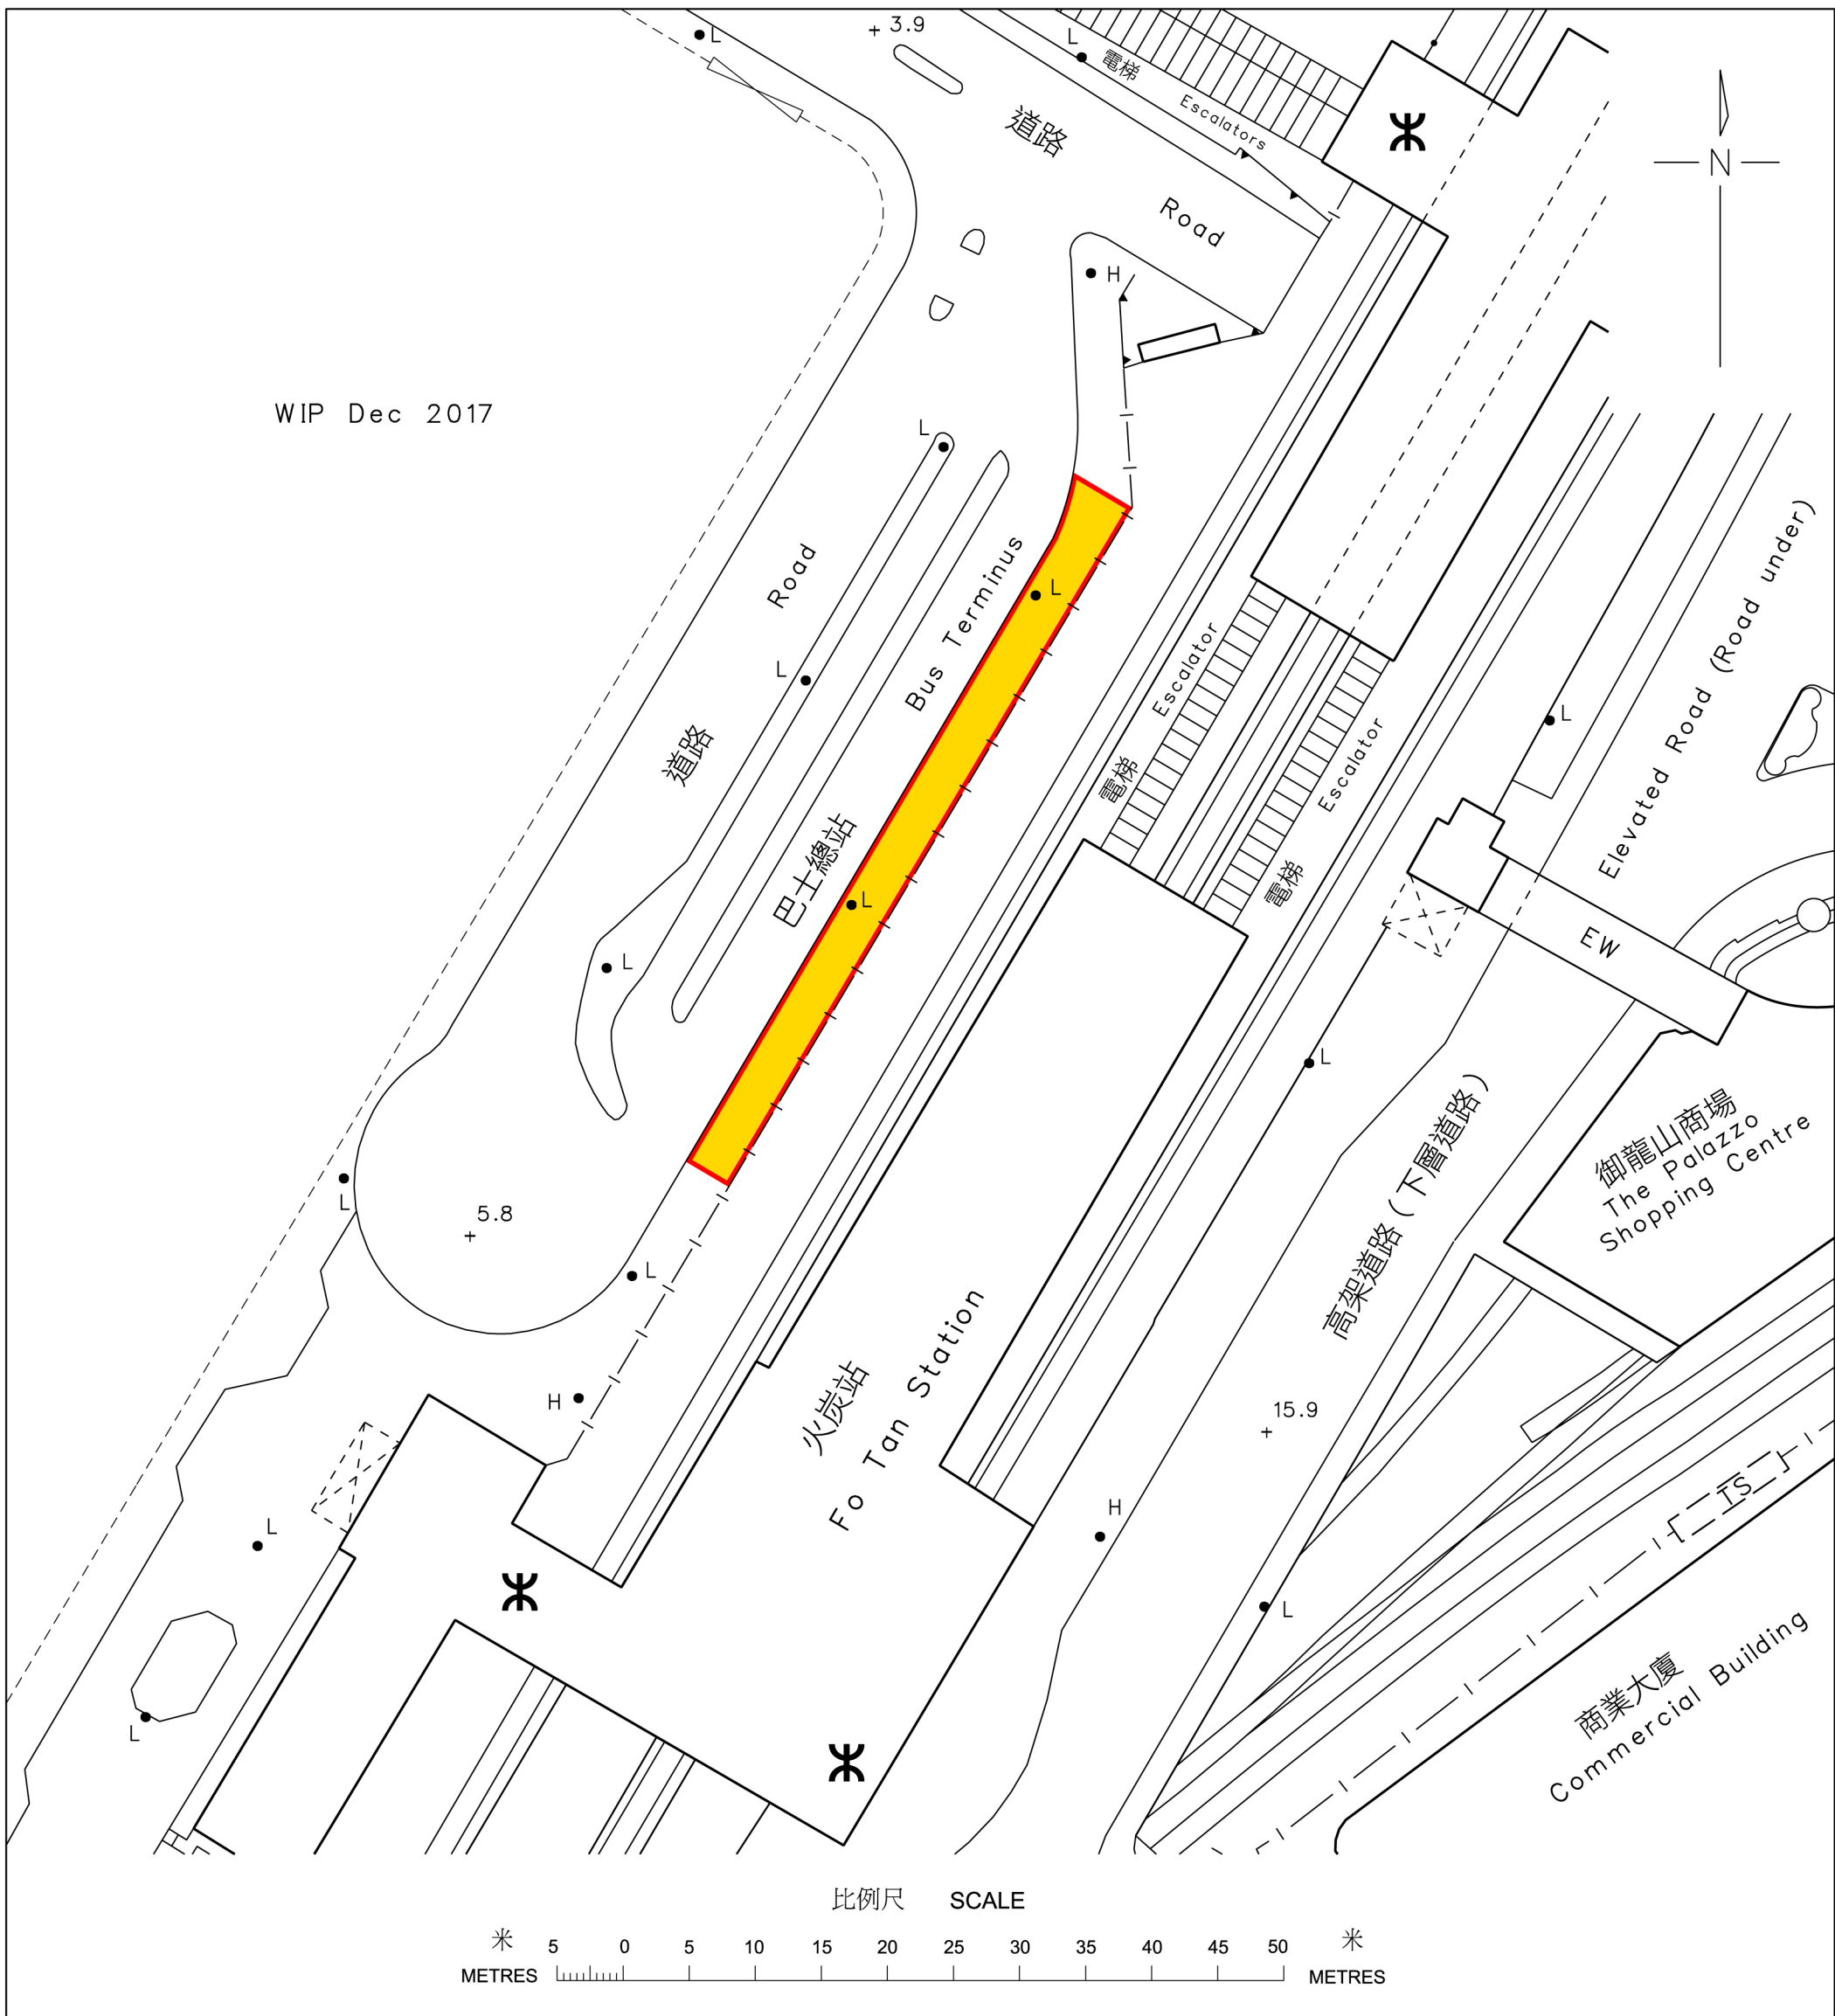 L
3.9
L
電梯
Escalators
道路
Road
N
H
WIP Dec 2017
L
Road
道路
L
Bus Terminus
巴士總站
L
L
L
Escalator
電梯
Escalator
電梯
L
Elevated Road (Road under)
EW
L
高架道路(下層道路)
御龍山商場
The Palazzo
Shopping Centre
L
5.8
L
H
火炭站
Fo Tan Station
15.9
H
L
TS
L
L
商業大廈
Commercial Building
比例尺 SCALE
米 5 0 5 10 15 20 25 30 35 40 45 50 米
METRES METRES